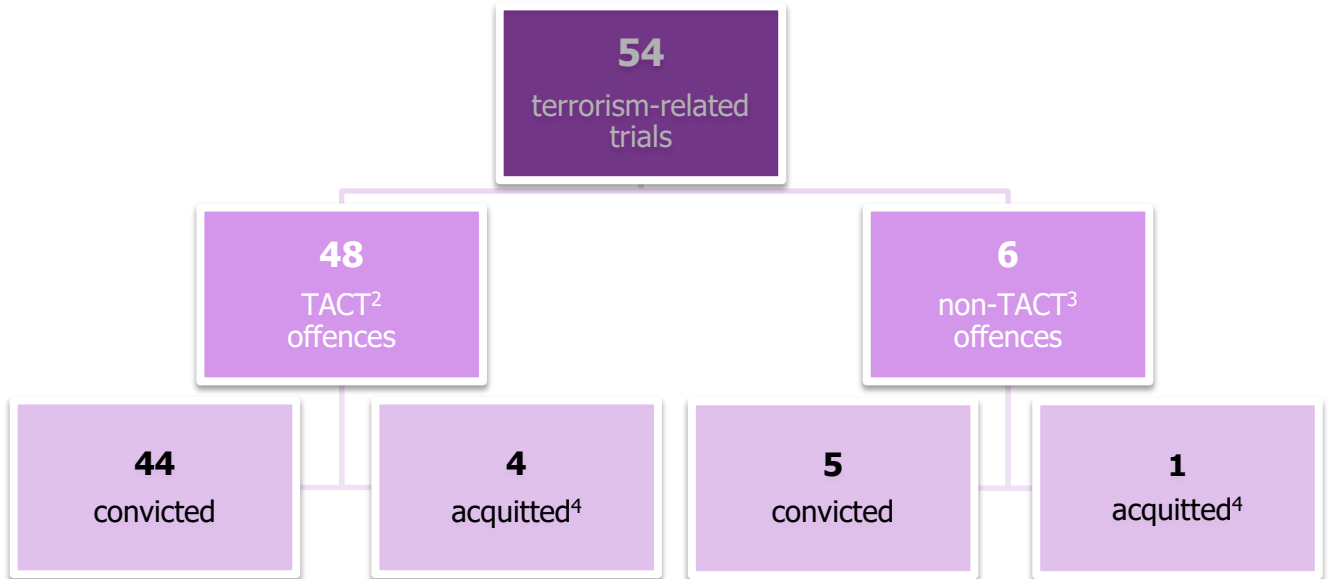 54
terrorism-related
trials
48
TACT²
offences
6
non-TACT³
offences
44
convicted
4
acquitted⁴
5
convicted
1
acquitted⁴